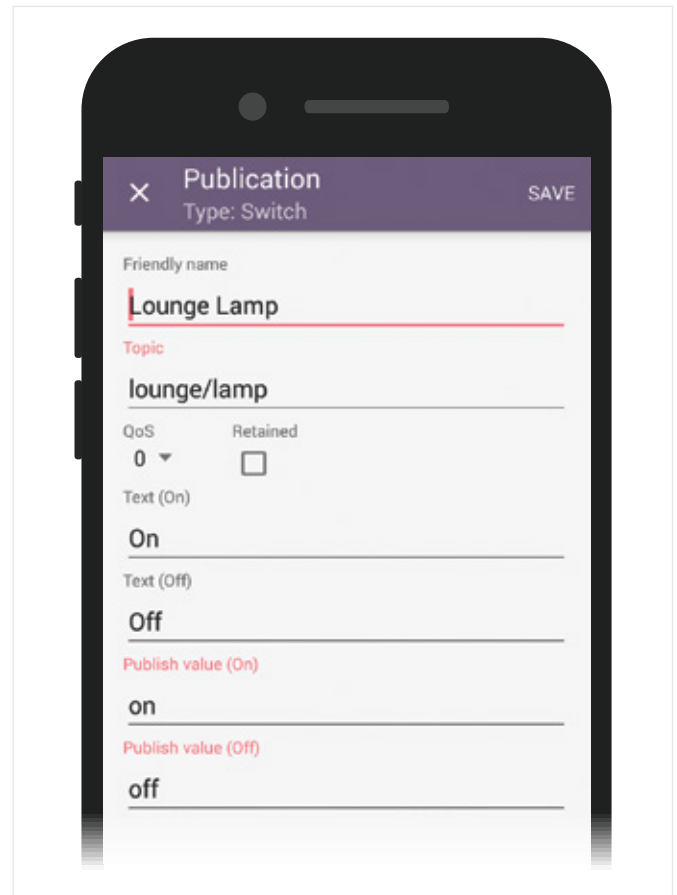 Publication
Type: Switch
SAVE
Friendly name
Lounge Lamp
Topic
lounge/lamp
QoS Retained
0
Text (On)
On
Text (Off)
Off
Publish value (On)
on
Publish value (Off)
off